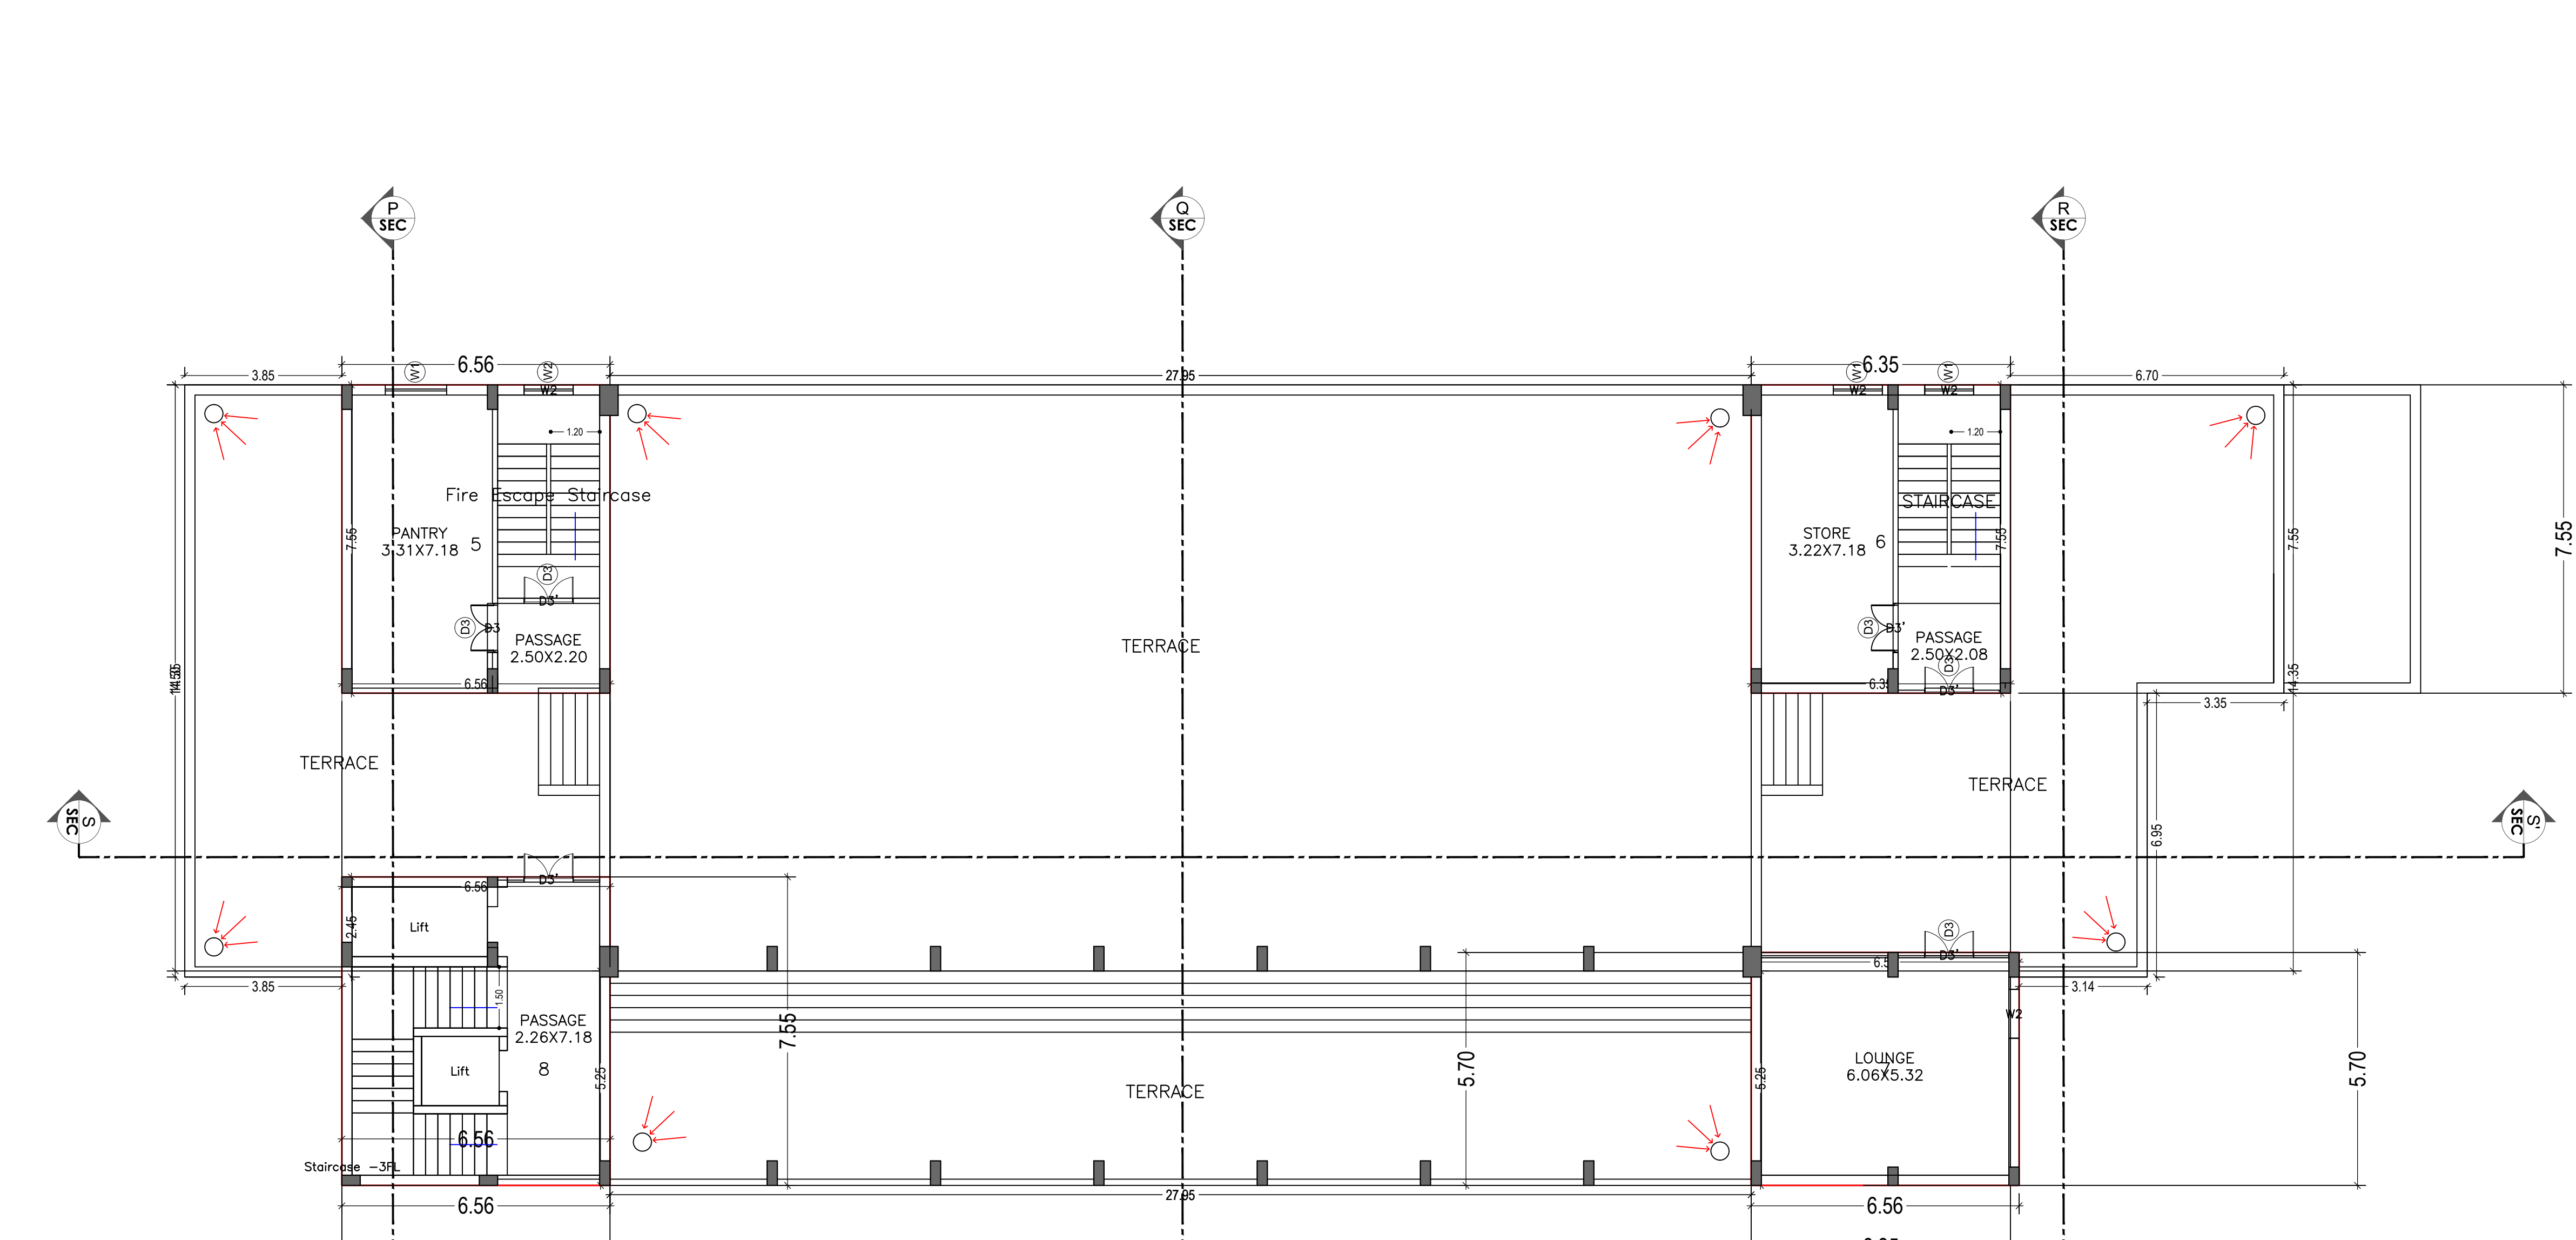 P
SEC
Q
SEC
R
SEC
6.56
6.35
3.85
W1
W2
27.95
W1
W1
6.70
W2
W2
W2
1.20
1.20
Fire Escape Staircase
STAIRCASE
PANTRY
3.31X7.18
5
7.55
STORE
3.22X7.18
6
7.55
7.55
7.55
D3
D3'
D3
D3
PASSAGE
2.50X2.20
TERRACE
D3
D3'
PASSAGE
2.50X2.08
D3
D3'
6.56
14.35
3.35
TERRACE
TERRACE
S
SEC
S'
SEC
6.95
D3'
6.56
Lift
2.45
D3
D3'
3.85
1.50
3.14
W2
PASSAGE
2.26X7.18
8
7.55
5.25
Lift
5.70
5.25
LOUNGE
7
6.06X5.32
5.70
TERRACE
6.56
Staircase -3FL
27.95
6.56
6.56